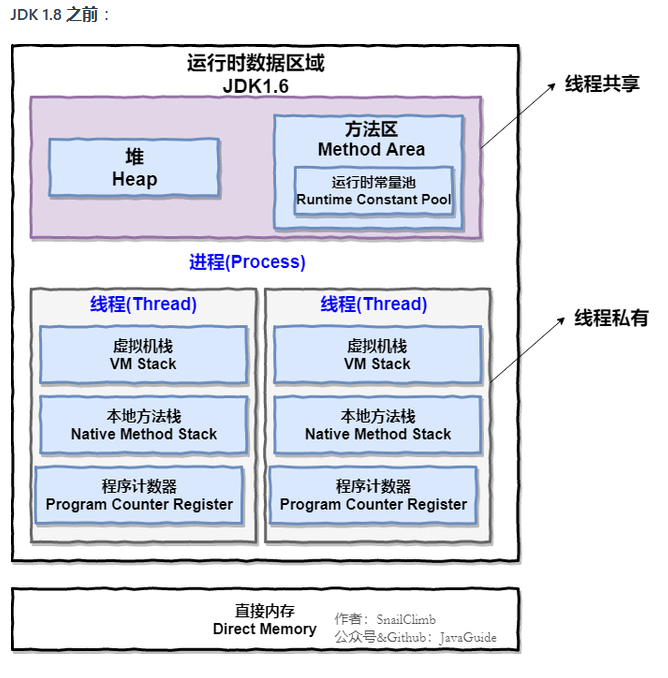 JDK 1.8 之前：
运行时数据区域
JDK1.6
线程共享
堆
Heap
方法区
Method Area
运行时常量池
Runtime Constant Pool
进程(Process)
线程(Thread)
线程(Thread)
线程私有
虚拟机栈
VM Stack
虚拟机栈
VM Stack
本地方法栈
Native Method Stack
本地方法栈
Native Method Stack
程序计数器
Program Counter Register
程序计数器
Program Counter Register
直接内存
Direct Memory
作者：SnailClimb
公众号&Github：JavaGuide